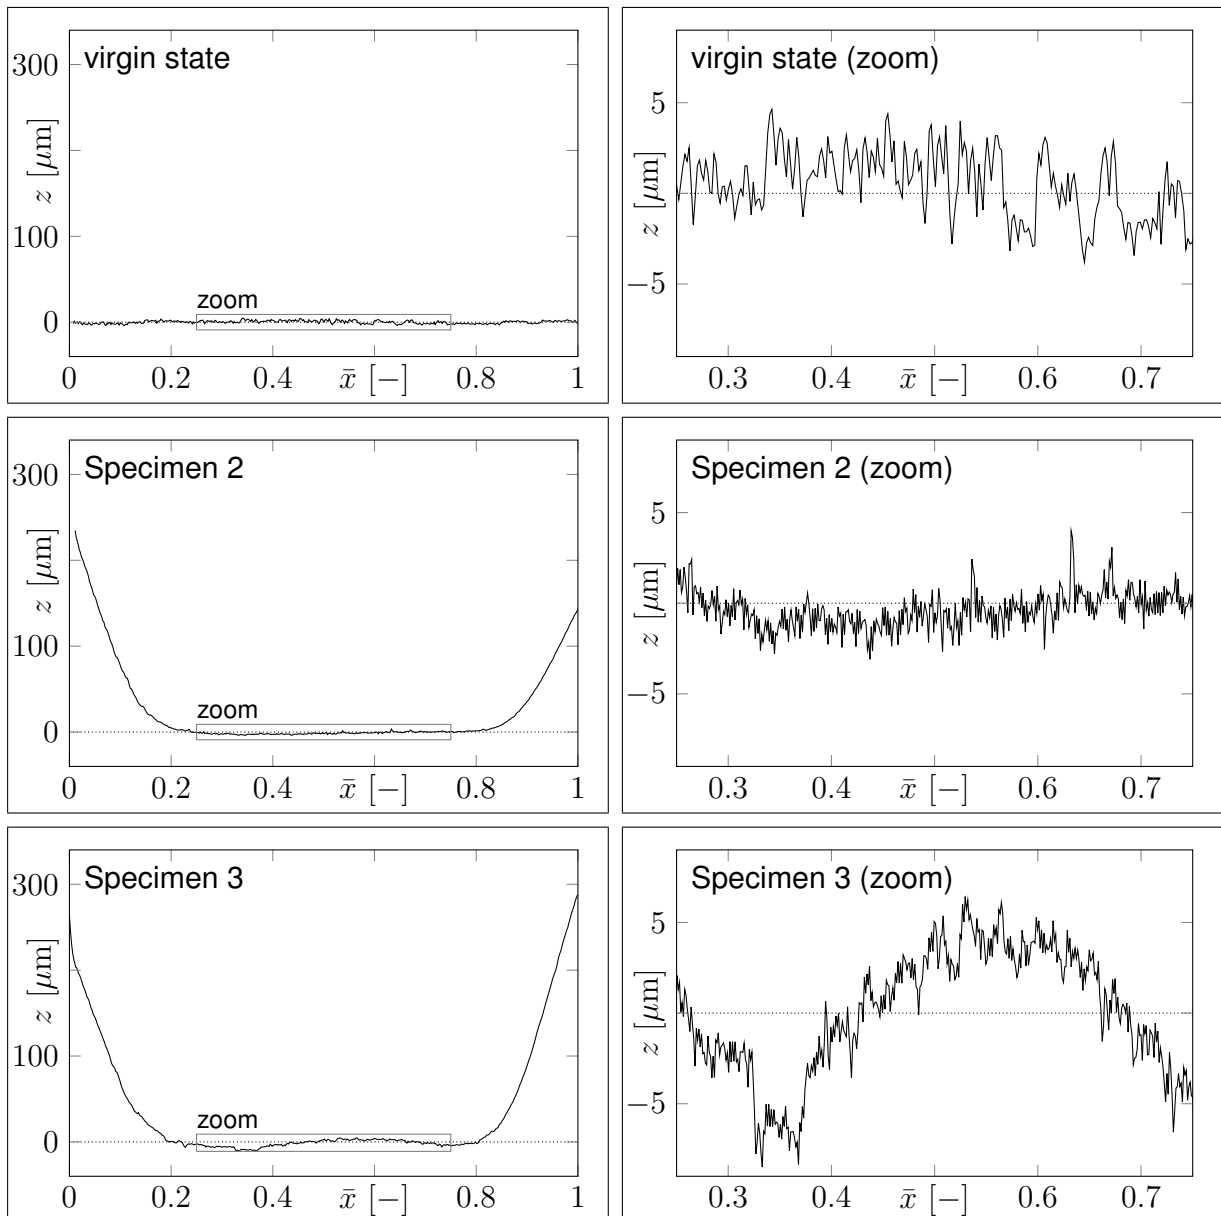 virgin state
300
100
0
z [μm]
zoom
0 0.2 0.4 x̄ [−] 0.8 1
virgin state (zoom)
5
−5
z [μm]
0.3 0.4 x̄ [−] 0.6 0.7
Specimen 2
300
100
0
z [μm]
zoom
0 0.2 0.4 x̄ [−] 0.8 1
Specimen 2 (zoom)
5
−5
z [μm]
0.3 0.4 x̄ [−] 0.6 0.7
Specimen 3
300
100
0
z [μm]
zoom
0 0.2 0.4 x̄ [−] 0.8 1
Specimen 3 (zoom)
5
−5
z [μm]
0.3 0.4 x̄ [−] 0.6 0.7